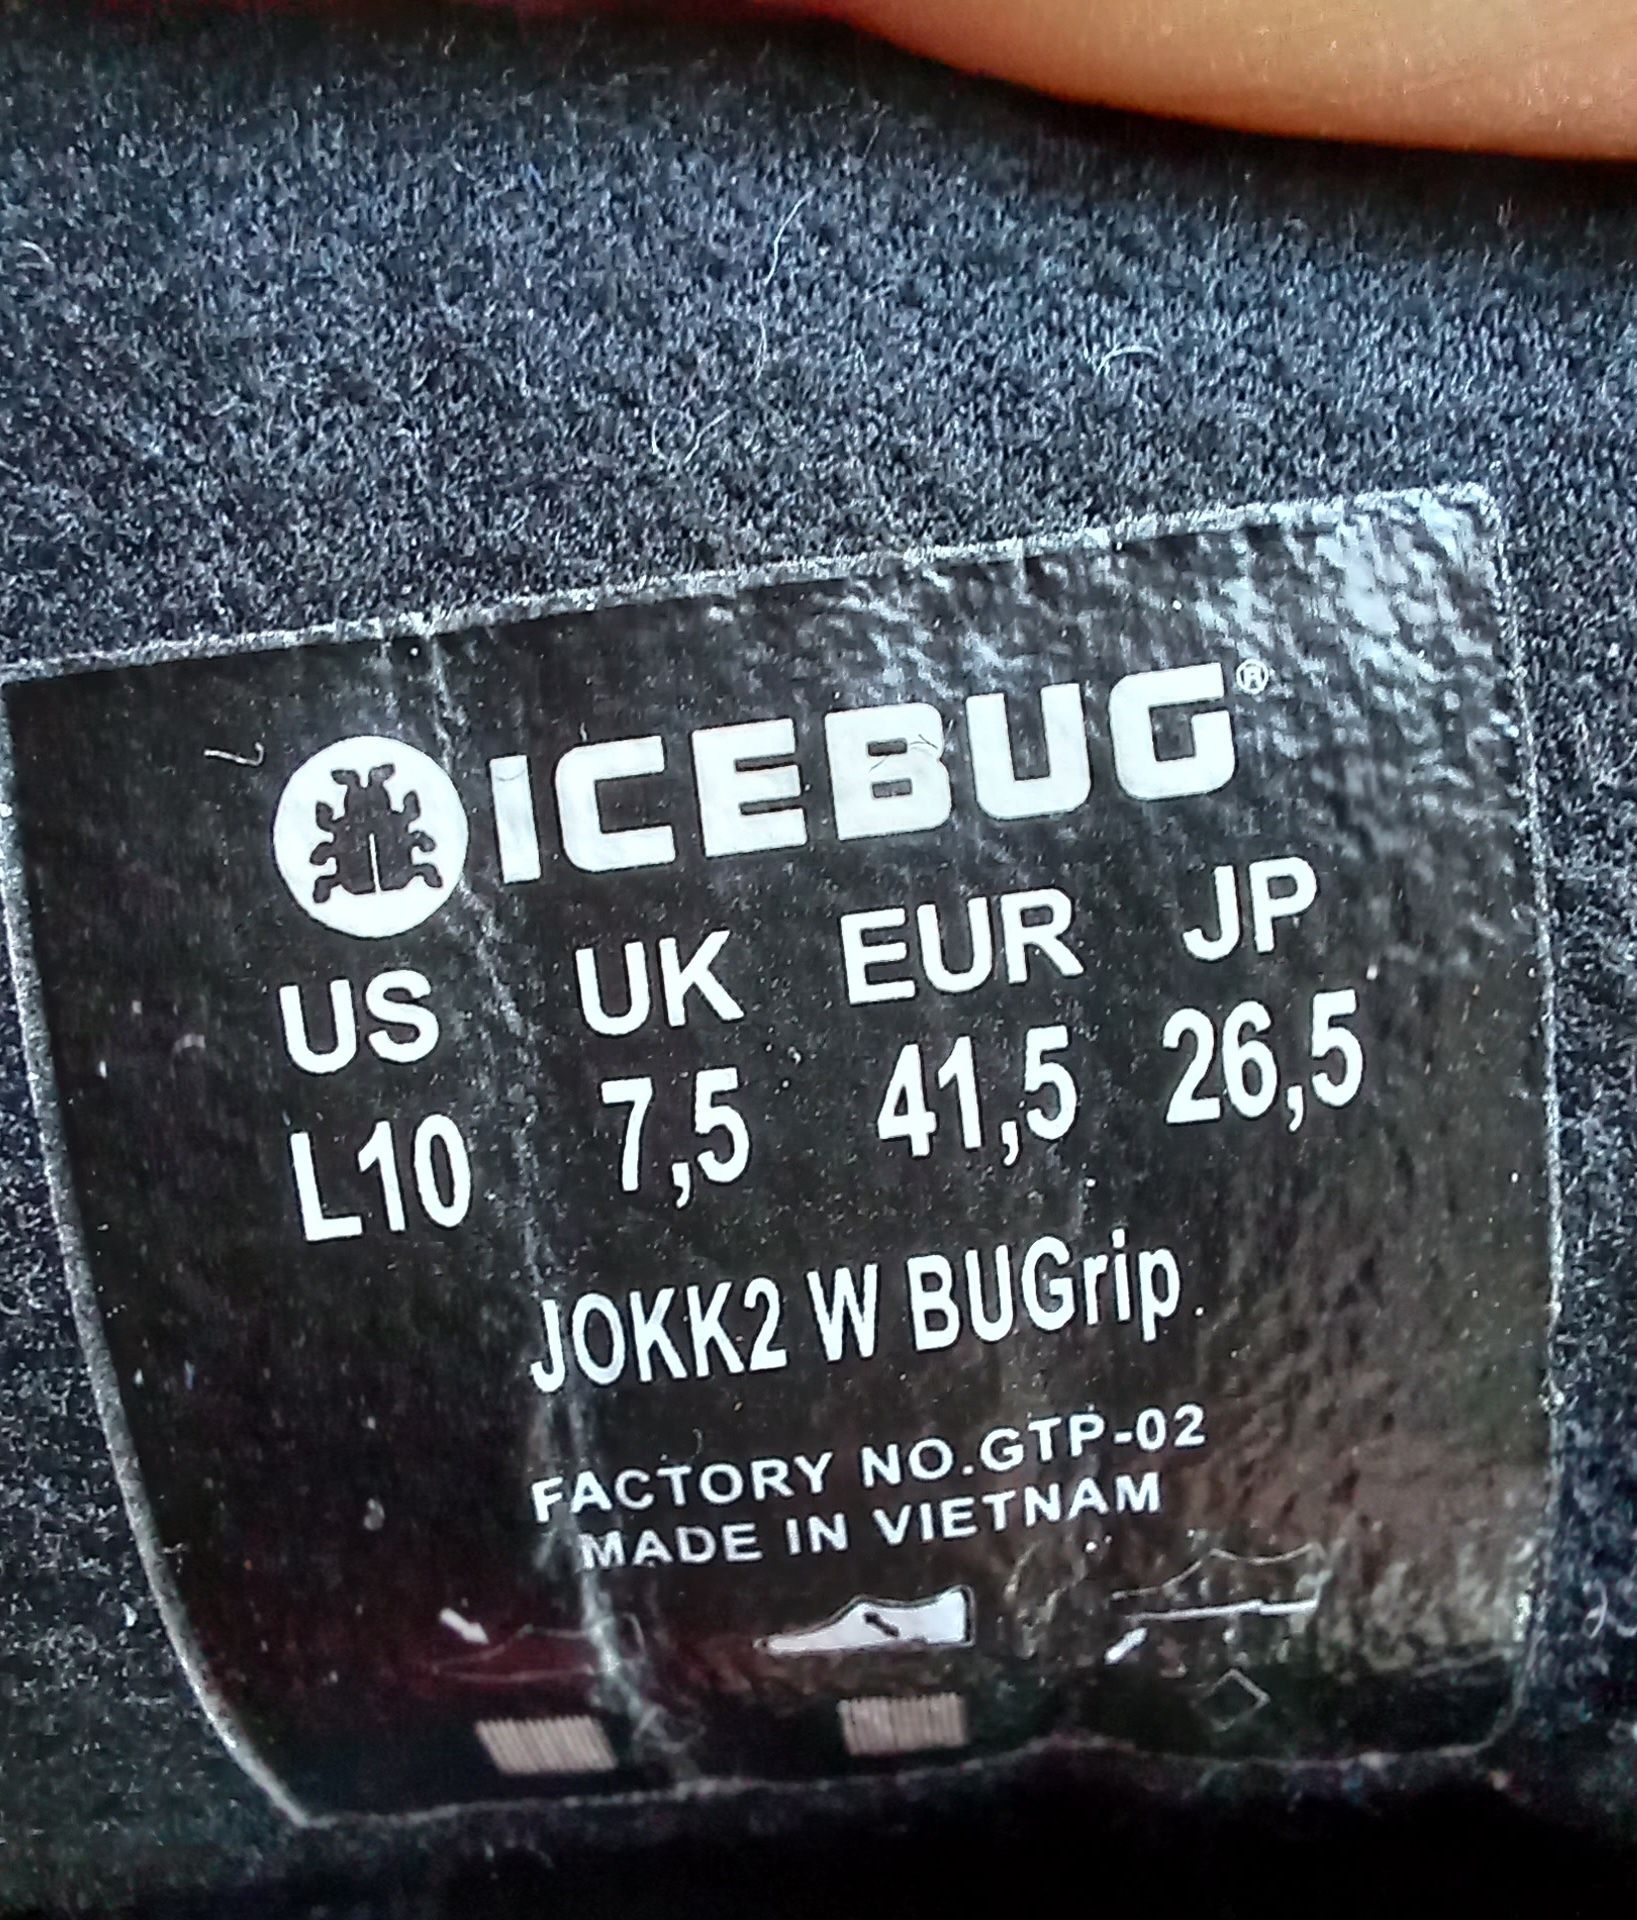 ICEBUG®
US UK EUR JP
L10 7,5 41,5 26,5
JOKK2 W BUGrip
FACTORY NO.GTP-02
MADE IN VIETNAM